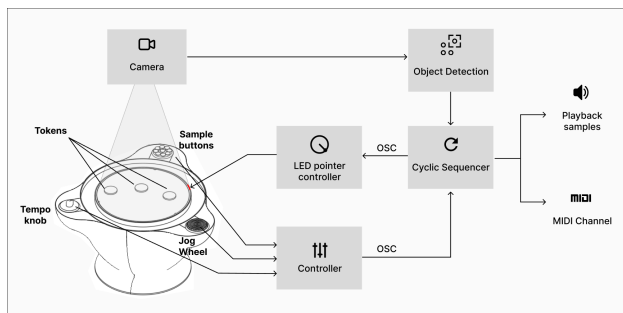 Camera
Object Detection
Tokens
Sample
buttons
LED pointer
controller
OSC
Cyclic Sequencer
Playback
samples
MIDI
MIDI Channel
Tempo
knob
Jog
Wheel
Controller
OSC